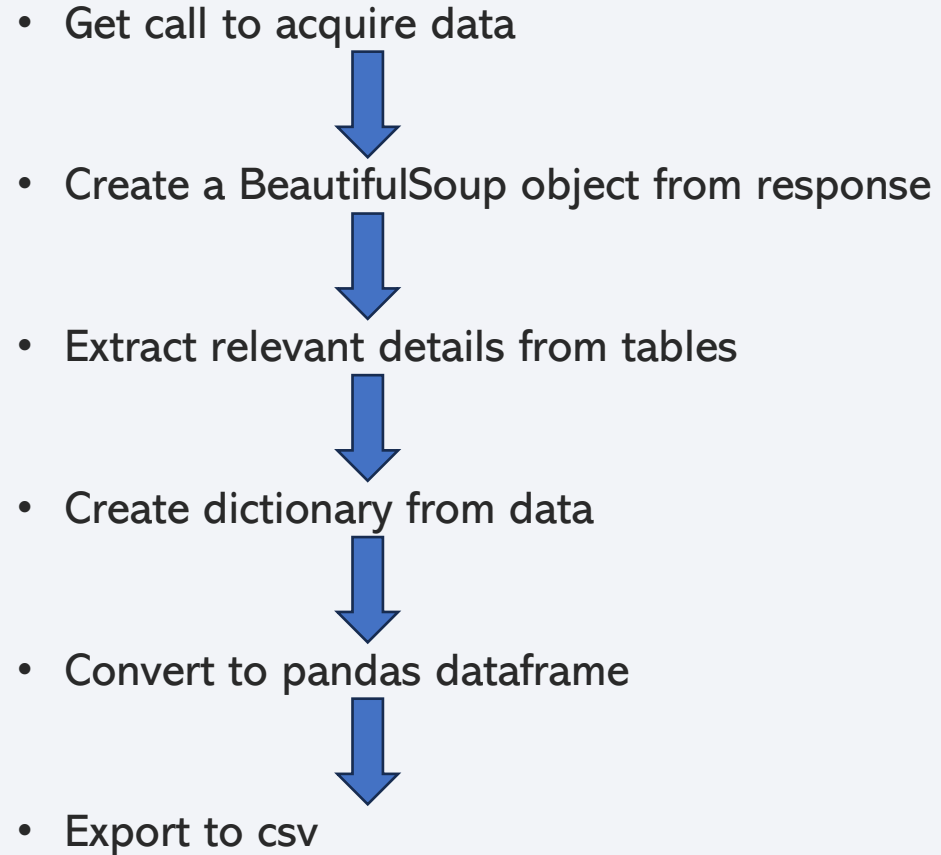 • Get call to acquire data
• Create a BeautifulSoup object from response
• Extract relevant details from tables
• Create dictionary from data
• Convert to pandas dataframe
• Export to csv